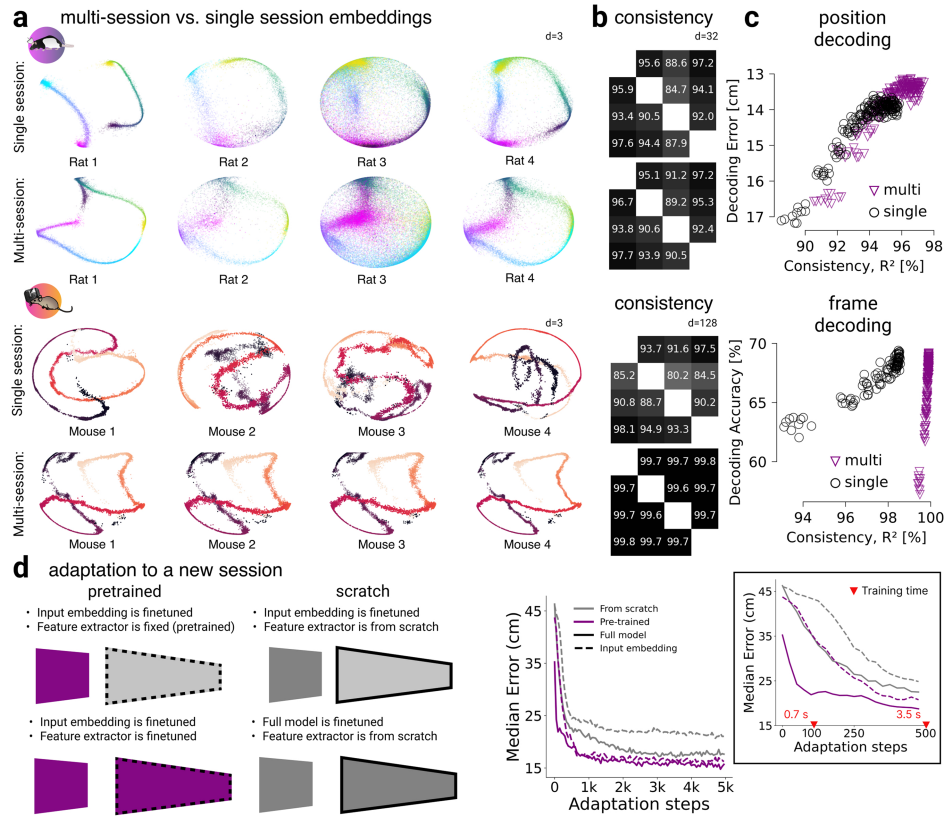 a multi-session vs. single session embeddings
d=3
Single session:
Rat 1 Rat 2 Rat 3 Rat 4
Multi-session:
Rat 1 Rat 2 Rat 3 Rat 4
d=3
Single session:
Mouse 1 Mouse 2 Mouse 3 Mouse 4
Multi-session:
Mouse 1 Mouse 2 Mouse 3 Mouse 4
b consistency
d=32
95.6 88.6 97.2
95.9 84.7 94.1
93.4 90.5 92.0
97.6 94.4 87.9
95.1 91.2 97.2
96.7 89.2 95.3
93.8 90.6 92.4
97.7 93.9 90.5
consistency
d=128
93.7 91.6 97.5
85.2 80.2 84.5
90.8 88.7 90.2
98.1 94.9 93.3
99.7 99.7 99.8
99.7 99.6 99.7
99.7 99.6 99.7
99.8 99.7 99.7
c position
decoding
Decoding Error [cm]
13
14
15
16
17
multi
single
90 92 94 95 96 97 98
Consistency, R² [%]
frame
decoding
Decoding Accuracy [%]
70
65
60
multi
single
94 96 98 99 100
Consistency, R² [%]
d adaptation to a new session
pretrained
• Input embedding is finetuned
• Feature extractor is fixed (pretrained)
scratch
• Input embedding is finetuned
• Feature extractor is from scratch
• Input embedding is finetuned
• Feature extractor is finetuned
• Full model is finetuned
• Feature extractor is from scratch
Median Error (cm)
45
35
25
15
From scratch
Pre-trained
Full model
Input embedding
0 1k 2k 3k 4k 5k
Adaptation steps
Median Error (cm)
45
35
25
15
Training time
0.7 s
3.5 s
0 100 250 500
Adaptation steps